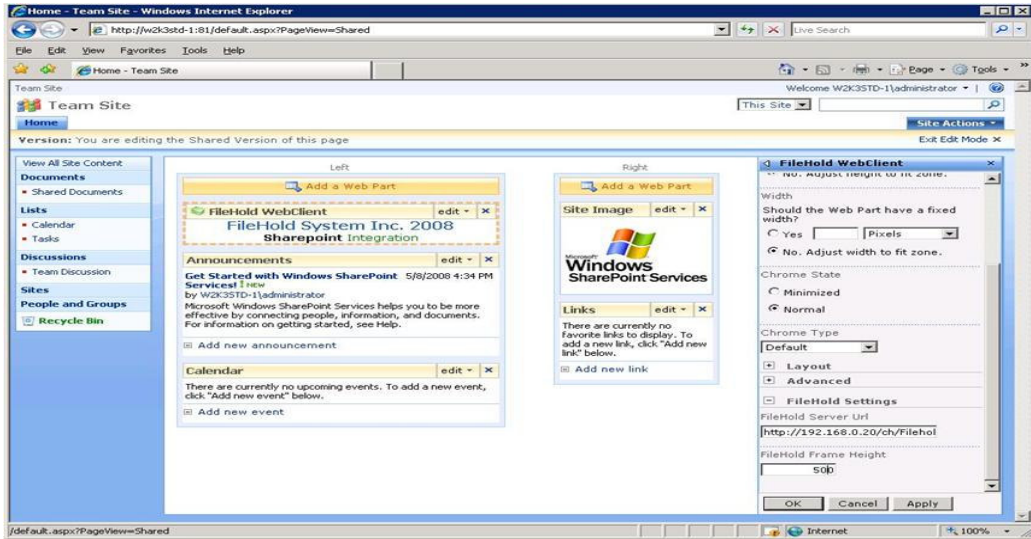 Home - Team Site - Windows Internet Explorer
http://w2k3std-1:81/default.aspx?PageView=Shared
Live Search
File Edit View Favorites Tools Help
Home - Team Site
Page Tools
Team Site
Welcome W2K3STD-1\administrator
Team Site
This Site
Home
Site Actions
Version: You are editing the Shared Version of this page
Exit Edit Mode
View All Site Content
Documents
Shared Documents
Lists
Calendar
Tasks
Discussions
Team Discussion
Sites
People and Groups
Recycle Bin
Left
Add a Web Part
FileHold WebClient edit
FileHold System Inc. 2008
Sharepoint Integration
Announcements edit
Get Started with Windows SharePoint Services! NEW 5/8/2008 4:34 PM
by W2K3STD-1\administrator
Microsoft Windows SharePoint Services helps you to be more
effective by connecting people, information, and documents.
For information on getting started, see Help.
Add new announcement
Calendar edit
There are currently no upcoming events. To add a new event,
click "Add new event" below.
Add new event
Right
Add a Web Part
Site Image edit
Microsoft
Windows
SharePoint Services
Links edit
There are currently no
favorite links to display. To
add a new link, click "Add new
link" below.
Add new link
FileHold WebClient
No. Adjust height to fit zone.
Width
Should the Web Part have a fixed
width?
Yes Pixels
No. Adjust width to fit zone.
Chrome State
Minimized
Normal
Chrome Type
Default
Layout
Advanced
FileHold Settings
FileHold Server Url
http://192.168.0.20/ch/Filehol
FileHold Frame Height
500
OK Cancel Apply
/default.aspx?PageView=Shared
Internet
100%